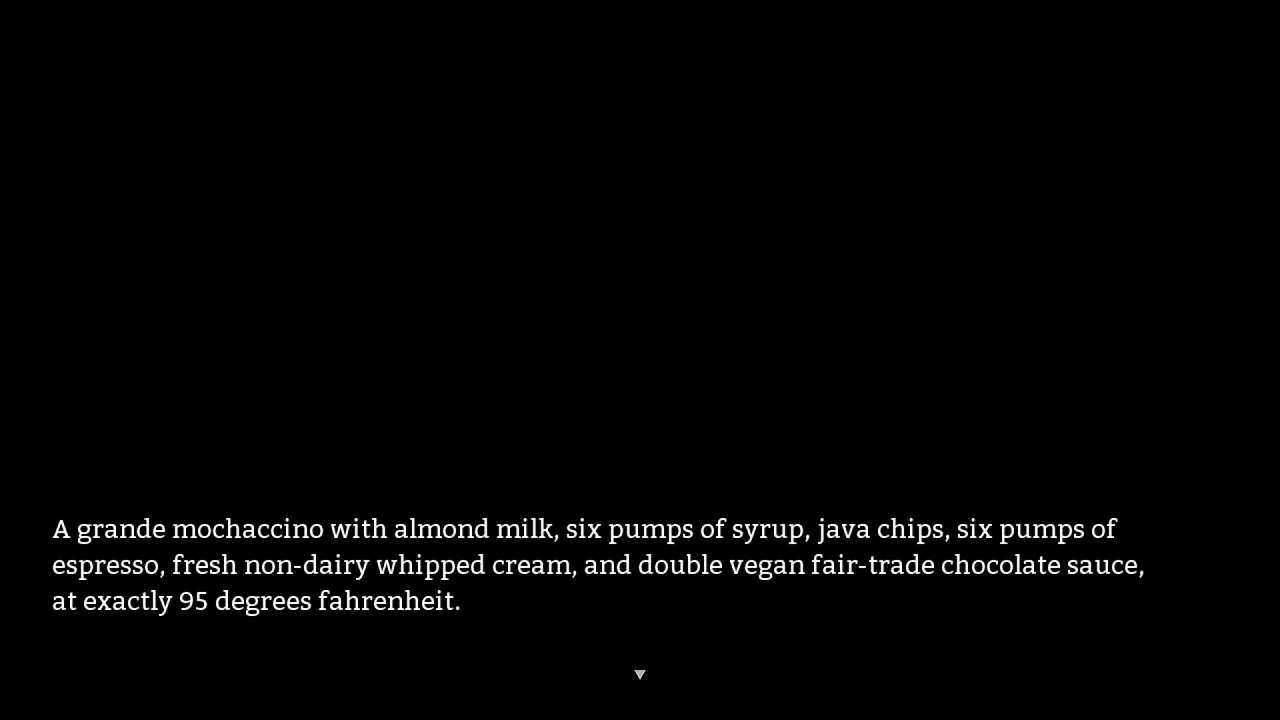 A grande mochaccino with almond milk, six pumps of syrup, java chips, six pumps of
espresso, fresh non-dairy whipped cream, and double vegan fair-trade chocolate sauce,
at exactly 95 degrees fahrenheit.